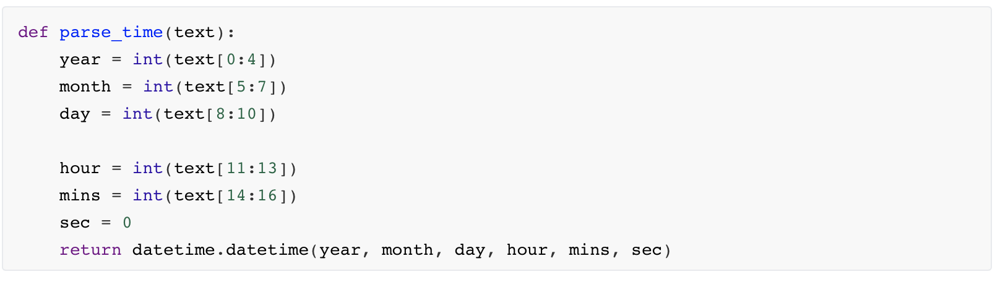 def parse_time(text):
    year = int(text[0:4])
    month = int(text[5:7])
    day = int(text[8:10])

    hour = int(text[11:13])
    mins = int(text[14:16])
    sec = 0
    return datetime.datetime(year, month, day, hour, mins, sec)